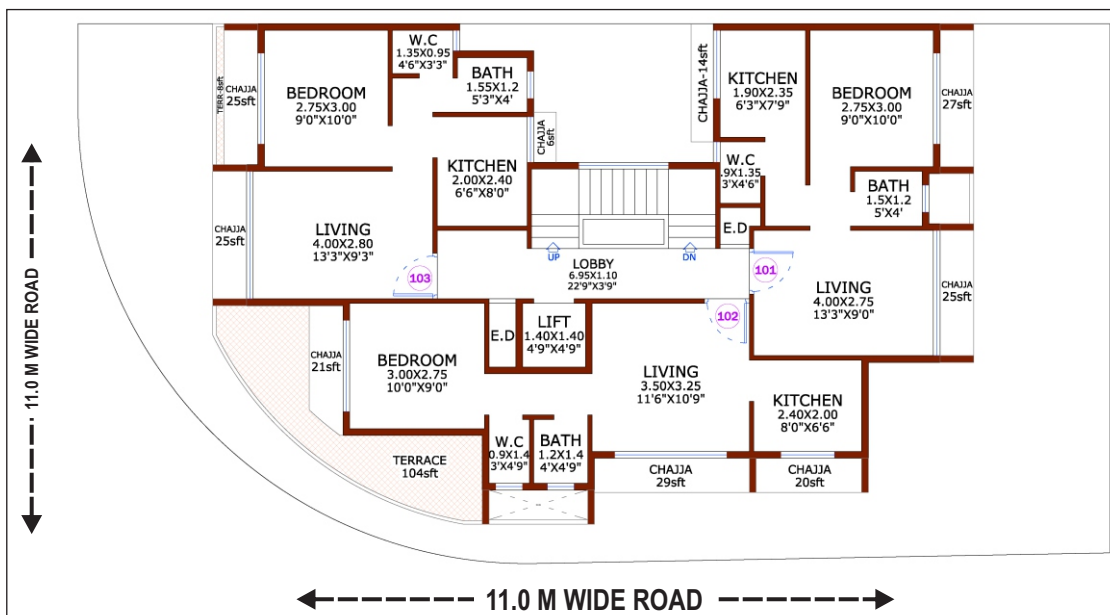 W.C
1.35X0.95
4'6"X3'3"
BATH
1.55X1.2
5'3"X4'
BEDROOM
2.75X3.00
9'0"X10'0"
CHAJJA
25sft
TERR-8sft
KITCHEN
2.00X2.40
6'6"X8'0"
CHAJJA
6sft
CHAJJA-14sft
KITCHEN
1.90X2.35
6'3"X7'9"
BEDROOM
2.75X3.00
9'0"X10'0"
CHAJJA
27sft
W.C
.9X1.35
3'X4'6"
BATH
1.5X1.2
5'X4'
E.D
LIVING
4.00X2.80
13'3"X9'3"
CHAJJA
25sft
103
UP
DN
LOBBY
6.95X1.10
22'9"X3'9"
101
LIVING
4.00X2.75
13'3"X9'0"
CHAJJA
25sft
102
E.D
LIFT
1.40X1.40
4'9"X4'9"
BEDROOM
3.00X2.75
10'0"X9'0"
CHAJJA
21sft
LIVING
3.50X3.25
11'6"X10'9"
KITCHEN
2.40X2.00
8'0"X6'6"
W.C
0.9X1.4
3'X4'9"
BATH
1.2X1.4
4'X4'9"
TERRACE
104sft
CHAJJA
29sft
CHAJJA
20sft
11.0 M WIDE ROAD
11.0 M WIDE ROAD